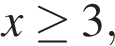 x ≥ 3,